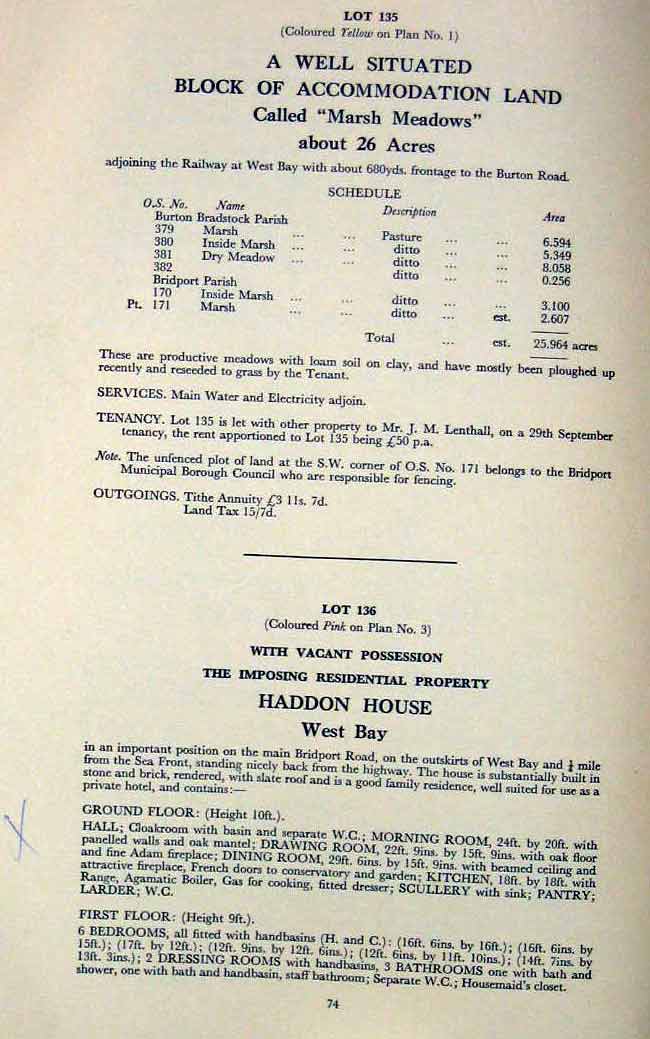 LOT 135
(Coloured Yellow on Plan No. 1)
A WELL SITUATED
BLOCK OF ACCOMMODATION LAND
Called "Marsh Meadows"
about 26 Acres
adjoining the Railway at West Bay with about 680yds. frontage to the Burton Road.
SCHEDULE
O.S. No. Name Description Area
Burton Bradstock Parish
379 Marsh ... ... Pasture ... ... 6.594
380 Inside Marsh ... ... ditto ... ... 5.349
381 Dry Meadow ... ... ditto ... ... 8.058
382 ditto ... ... 0.256
Bridport Parish
170 Inside Marsh ... ... ditto ... ... 3.100
Pt. 171 Marsh ... ... ditto ... est. 2.607
Total ... est. 25.964 acres
These are productive meadows with loam soil on clay, and have mostly been ploughed up
recently and reseeded to grass by the Tenant.
SERVICES. Main Water and Electricity adjoin.
TENANCY. Lot 135 is let with other property to Mr. J. M. Lenthall, on a 29th September
tenancy, the rent apportioned to Lot 135 being £50 p.a.
Note. The unfenced plot of land at the S.W. corner of O.S. No. 171 belongs to the Bridport
Municipal Borough Council who are responsible for fencing.
OUTGOINGS. Tithe Annuity £3 11s. 7d.
Land Tax 15/7d.
LOT 136
(Coloured Pink on Plan No. 3)
WITH VACANT POSSESSION
THE IMPOSING RESIDENTIAL PROPERTY
HADDON HOUSE
West Bay
in an important position on the main Bridport Road, on the outskirts of West Bay and mile
from the Sea Front, standing nicely back from the highway. The house is substantially built in
stone and brick, rendered, with slate roof and is a good family residence, well suited for use as a
private hotel, and contains:—
GROUND FLOOR: (Height 10ft.).
HALL; Cloakroom with basin and separate W.C.; MORNING ROOM, 24ft. by 20ft. with
panelled walls and oak mantel; DRAWING ROOM, 22ft. 9ins. by 15ft. 9ins. with oak floor
and fine Adam fireplace; DINING ROOM, 29ft. 6ins. by 15ft. 9ins. with beamed ceiling and
attractive fireplace, French doors to conservatory and garden; KITCHEN, 18ft. by 18ft. with
Range, Agamatic Boiler, Gas for cooking, fitted dresser; SCULLERY with sink; PANTRY;
LARDER; W.C.
FIRST FLOOR: (Height 9ft.).
6 BEDROOMS, all fitted with handbasins (H. and C.): (16ft. 6ins. by 16ft.); (16ft. 6ins. by
15ft.); (17ft. by 12ft.); (12ft. 9ins. by 12ft. 6ins.); (12ft. 6ins. by 11ft. 10ins.); (14ft. 7ins. by
13ft. 3ins.); 2 DRESSING ROOMS with handbasins, 3 BATHROOMS one with bath and
shower, one with bath and handbasin, staff bathroom; Separate W.C.; Housemaid's closet.
74